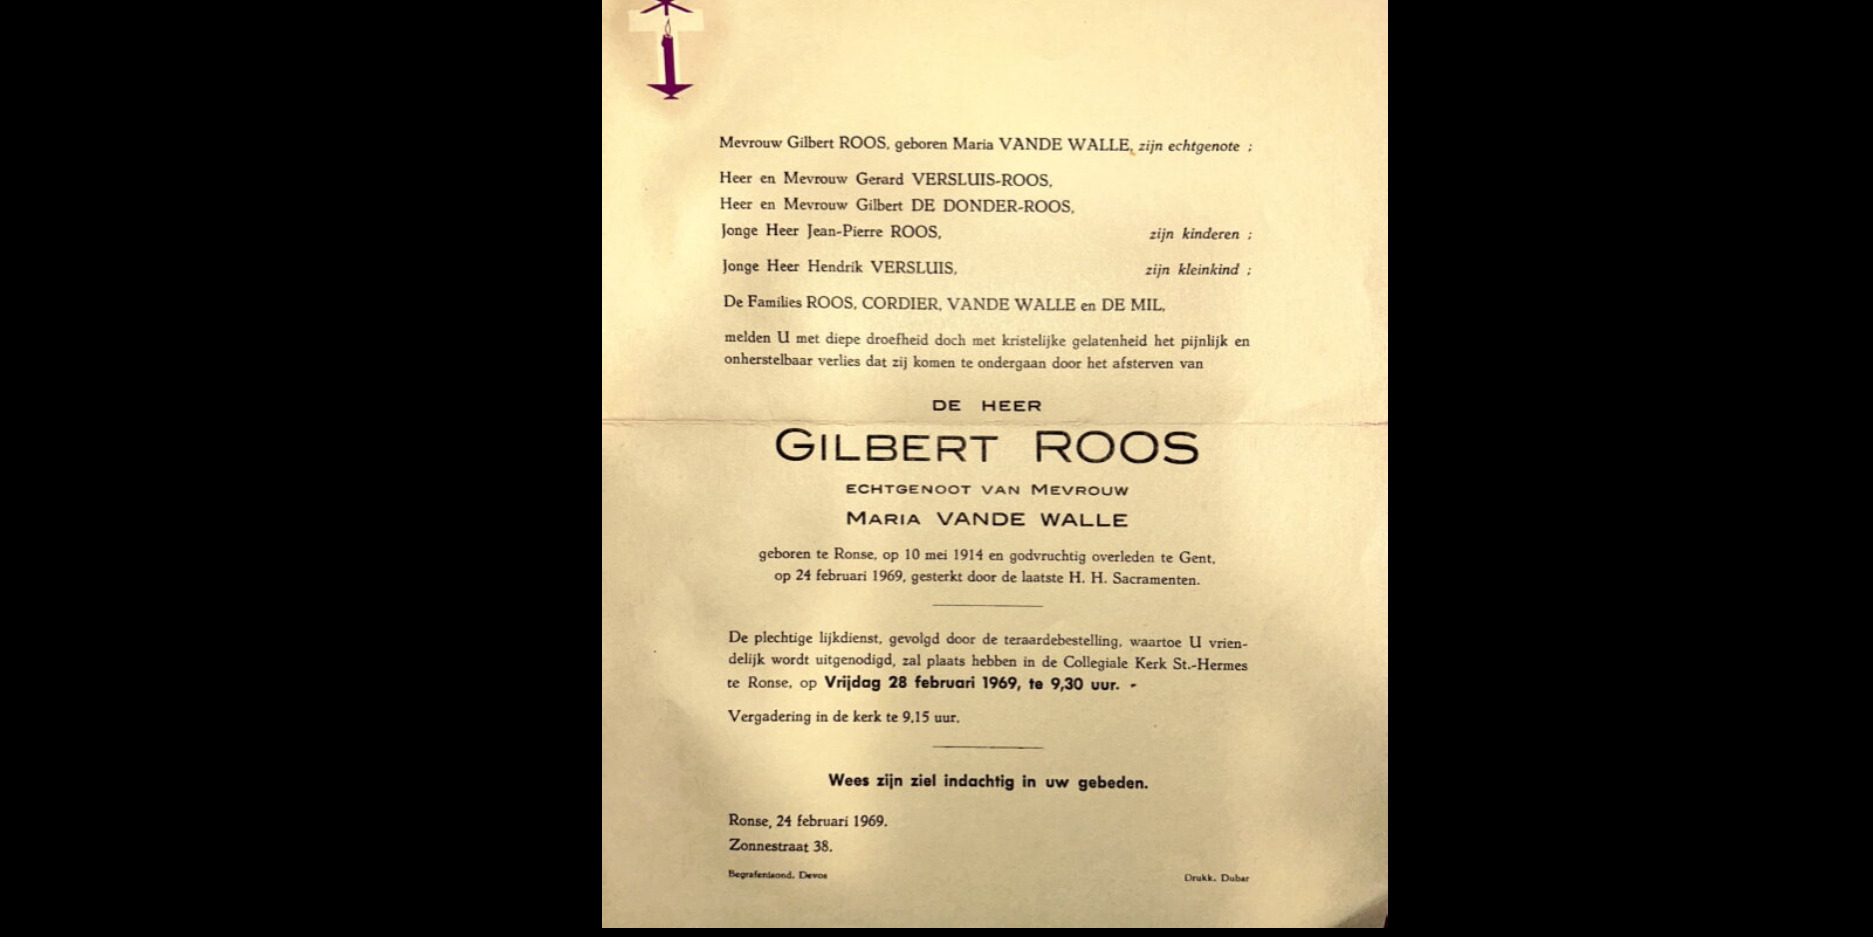 Mevrouw Gilbert ROOS, geboren Maria VANDE WALLE, zijn echtgenote ;
Heer en Mevrouw Gerard VERSLUIS-ROOS,
Heer en Mevrouw Gilbert DE DONDER-ROOS,
Jonge Heer Jean-Pierre ROOS, zijn kinderen ;
Jonge Heer Hendrik VERSLUIS, zijn kleinkind ;
De Families ROOS, CORDIER, VANDE WALLE en DE MIL,
melden U met diepe droefheid doch met kristelijke gelatenheid het pijnlijk en
onherstelbaar verlies dat zij komen te ondergaan door het afsterven van
DE HEER
GILBERT ROOS
ECHTGENOOT VAN MEVROUW
MARIA VANDE WALLE
geboren te Ronse, op 10 mei 1914 en godvruchtig overleden te Gent,
op 24 februari 1969, gesterkt door de laatste H. H. Sacramenten.
De plechtige lijkdienst, gevolgd door de teraardebestelling, waartoe U vrien-
delijk wordt uitgenodigd, zal plaats hebben in de Collegiale Kerk St.-Hermes
te Ronse, op Vrijdag 28 februari 1969, te 9,30 uur. -
Vergadering in de kerk te 9,15 uur.
Wees zijn ziel indachtig in uw gebeden.
Ronse, 24 februari 1969.
Zonnestraat 38.
Begrafenisond. Devos Drukk. Dubar